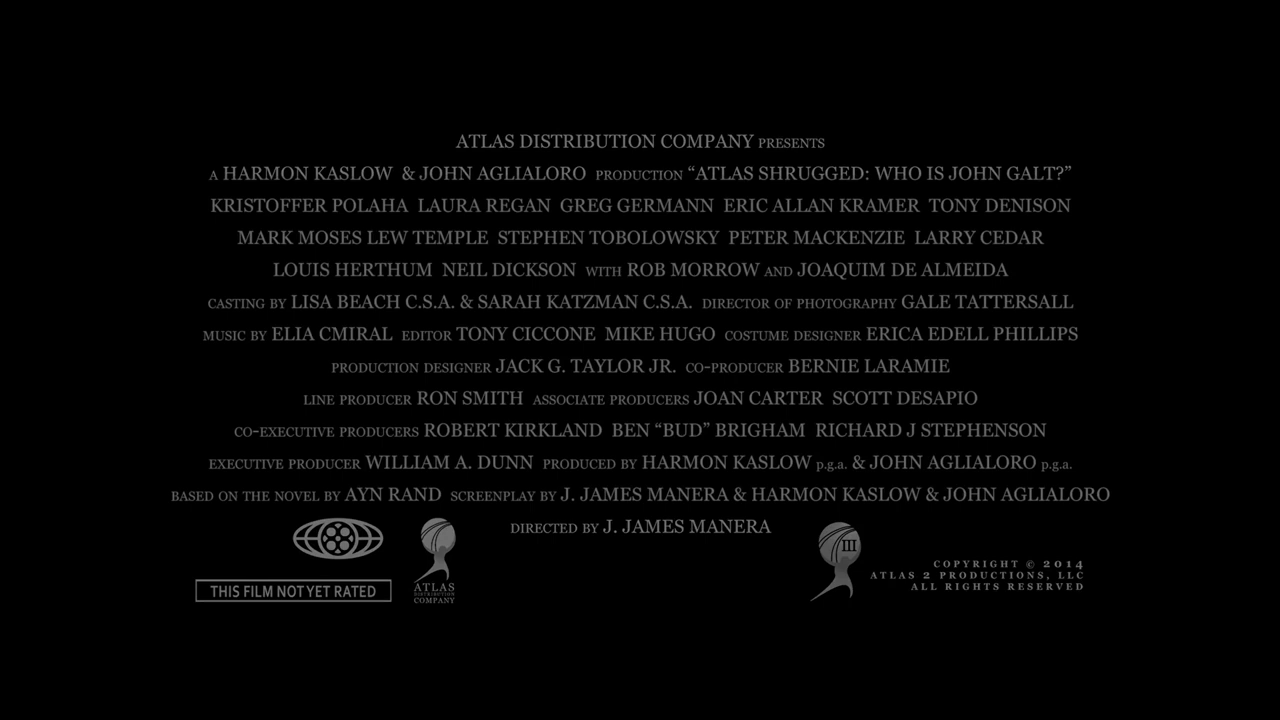 ATLAS DISTRIBUTION COMPANY PRESENTS
A HARMON KASLOW & JOHN AGLIALORO PRODUCTION “ATLAS SHRUGGED: WHO IS JOHN GALT?”
KRISTOFFER POLAHA LAURA REGAN GREG GERMANN ERIC ALLAN KRAMER TONY DENISON
MARK MOSES LEW TEMPLE STEPHEN TOBOLOWSKY PETER MACKENZIE LARRY CEDAR
LOUIS HERTHUM NEIL DICKSON WITH ROB MORROW AND JOAQUIM DE ALMEIDA
CASTING BY LISA BEACH C.S.A. & SARAH KATZMAN C.S.A. DIRECTOR OF PHOTOGRAPHY GALE TATTERSALL
MUSIC BY ELIA CMIRAL EDITOR TONY CICCONE MIKE HUGO COSTUME DESIGNER ERICA EDELL PHILLIPS
PRODUCTION DESIGNER JACK G. TAYLOR JR. CO-PRODUCER BERNIE LARAMIE
LINE PRODUCER RON SMITH ASSOCIATE PRODUCERS JOAN CARTER SCOTT DESAPIO
CO-EXECUTIVE PRODUCERS ROBERT KIRKLAND BEN “BUD” BRIGHAM RICHARD J STEPHENSON
EXECUTIVE PRODUCER WILLIAM A. DUNN PRODUCED BY HARMON KASLOW p.g.a. & JOHN AGLIALORO p.g.a.
BASED ON THE NOVEL BY AYN RAND SCREENPLAY BY J. JAMES MANERA & HARMON KASLOW & JOHN AGLIALORO
DIRECTED BY J. JAMES MANERA
THIS FILM NOT YET RATED
ATLAS
DISTRIBUTION
COMPANY
III
COPYRIGHT © 2014
ATLAS 2 PRODUCTIONS, LLC
ALL RIGHTS RESERVED